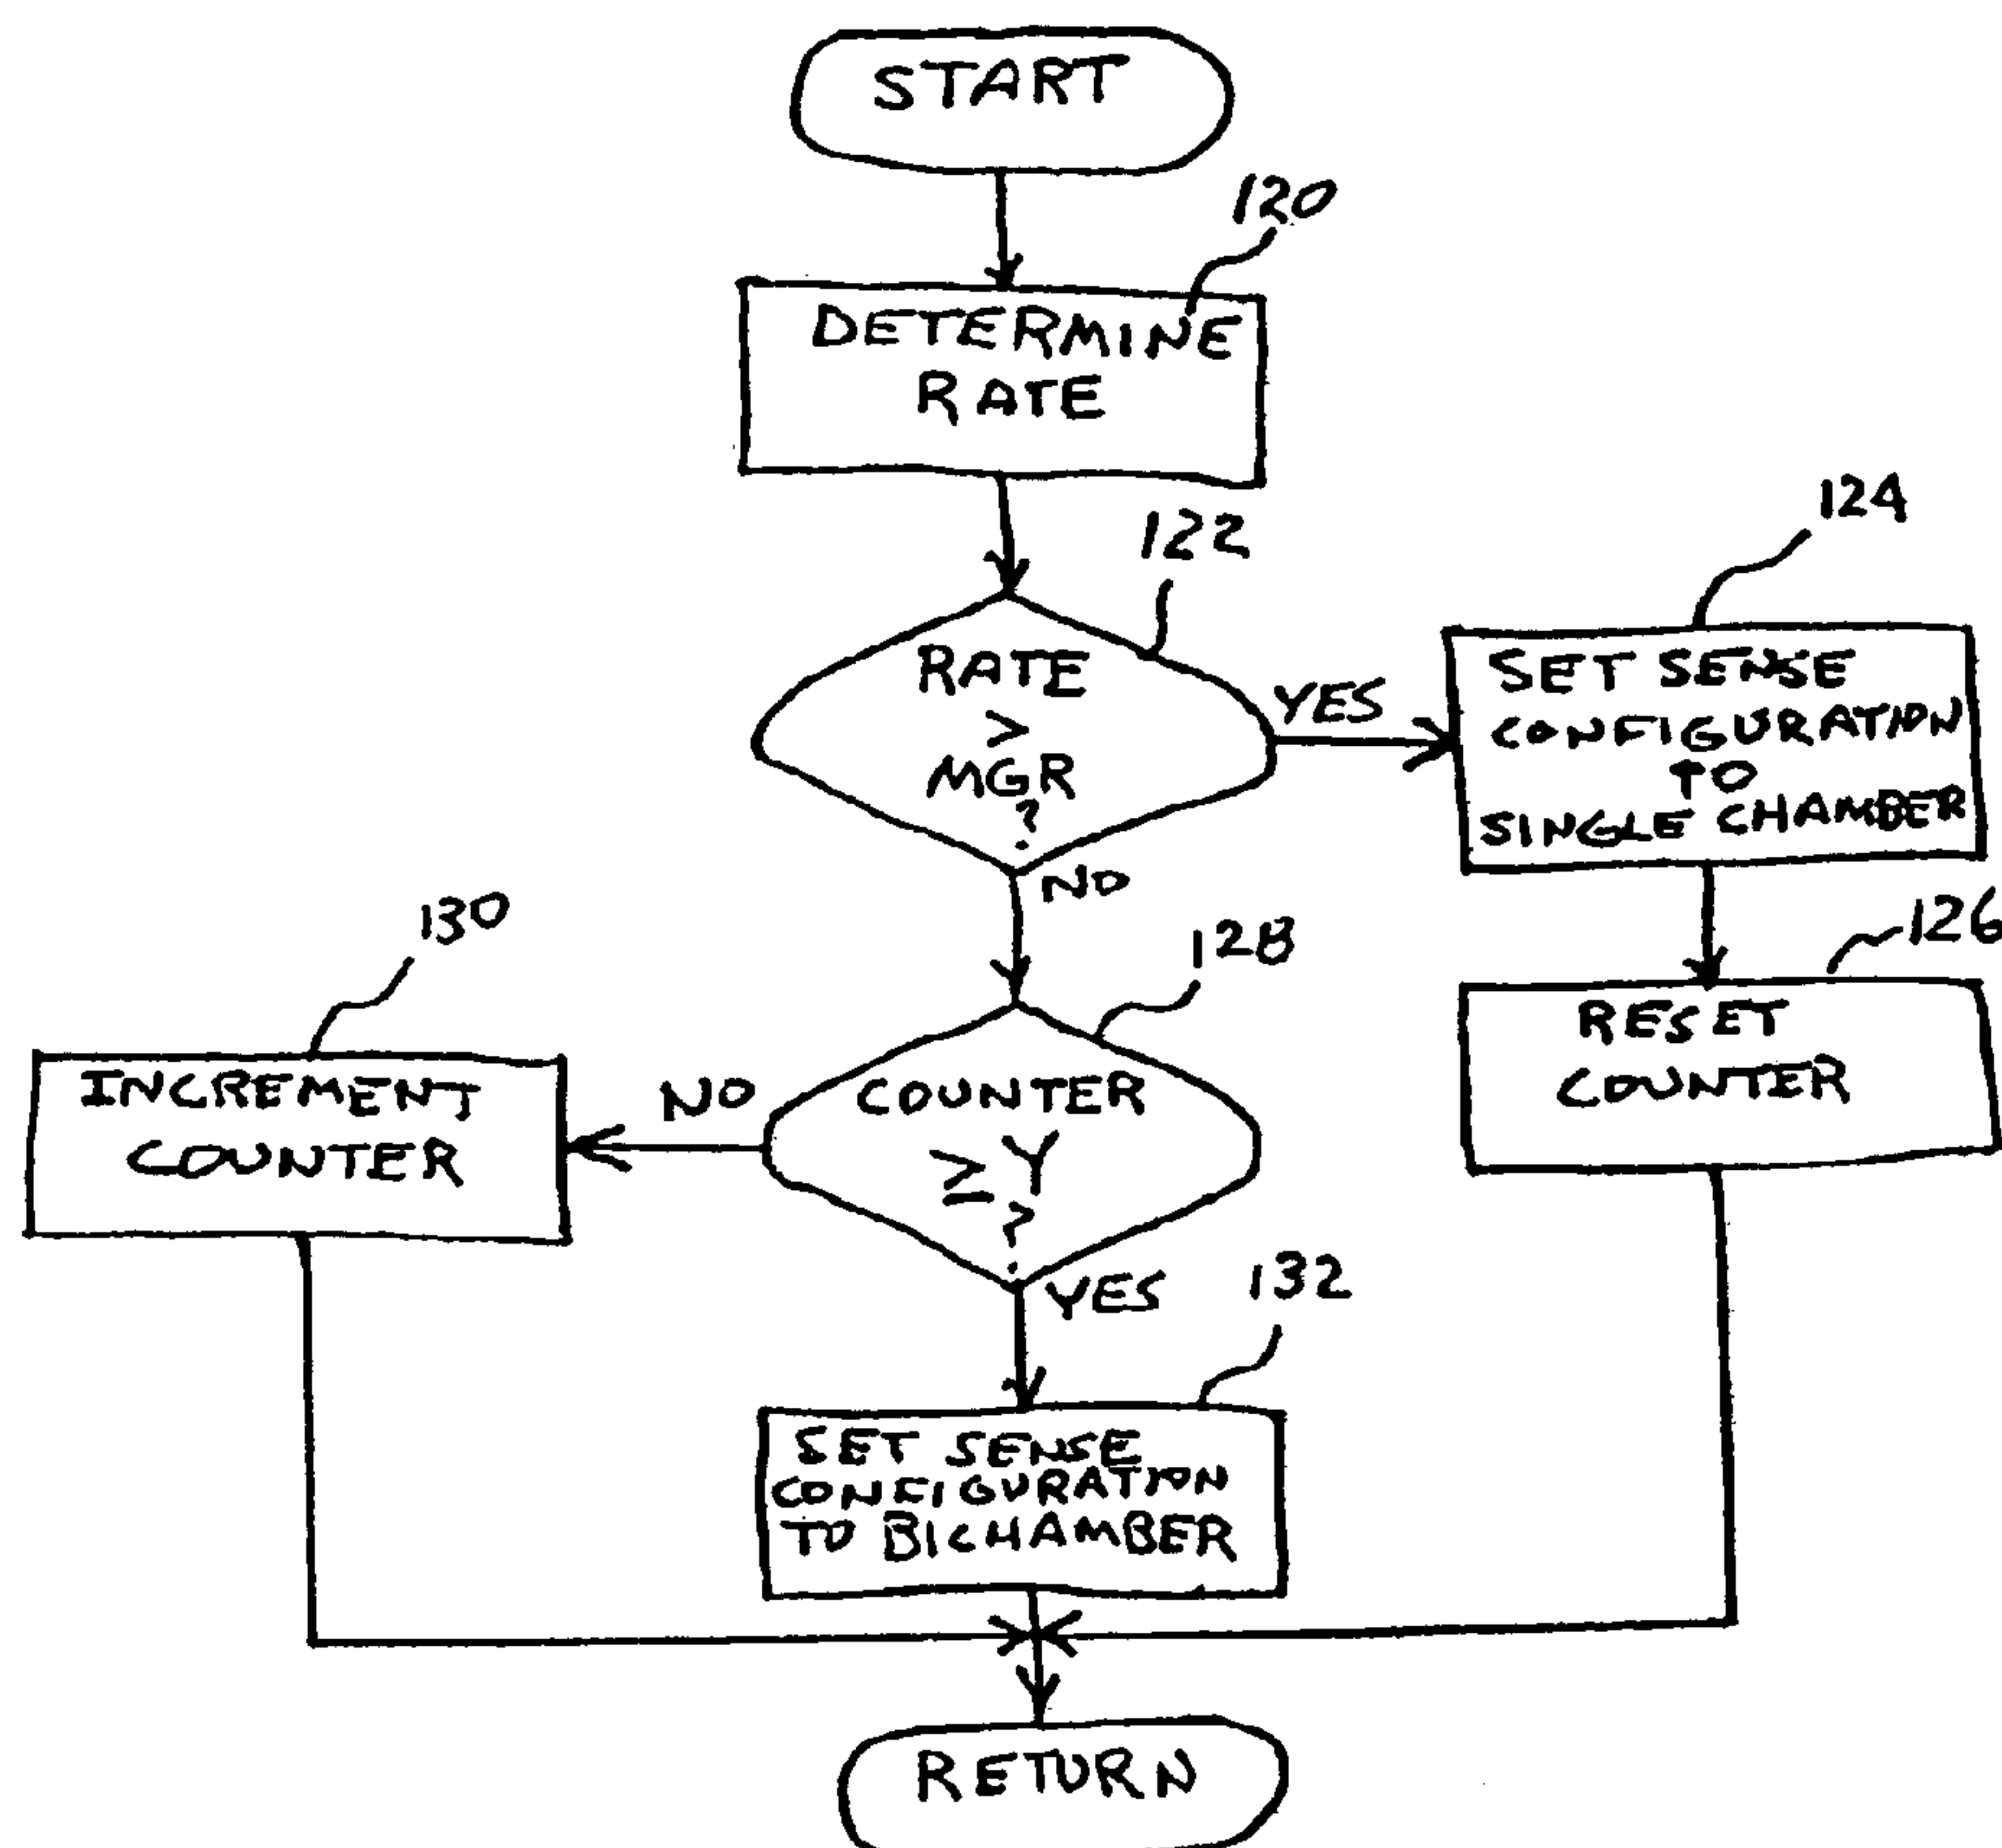 START
120
DETERMINE
RATE
122
RATE
>
MGR
?
YES
124
SET SENSE
CONFIGURATION
TO
SINGLE CHAMBER
NO
126
RESET
COUNTER
128
COUNTER
≥ Y
?
NO
130
INCREMENT
COUNTER
YES
132
SET SENSE
CONFIGURATION
TO BICHAMBER
RETURN